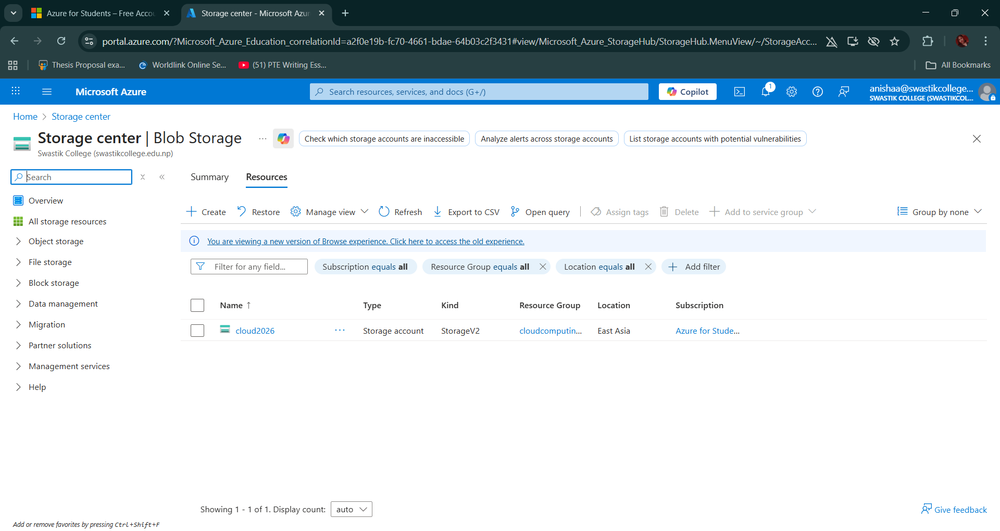 Azure for Students – Free Accou
Storage center - Microsoft Azur
portal.azure.com/?Microsoft_Azure_Education_correlationId=a2f0e19b-fc70-4661-bdae-64b03c2f3431#view/Microsoft_Azure_StorageHub/StorageHub.MenuView/~/StorageAcc...
Thesis Proposal exa...
Worldlink Online Se...
(51) PTE Writing Ess...
All Bookmarks
Microsoft Azure
Search resources, services, and docs (G+/)
Copilot
1
anishaa@swastikcollege...
SWASTIK COLLEGE (SWASTIKCOL...
Home > Storage center
Storage center | Blob Storage
...
Check which storage accounts are inaccessible
Analyze alerts across storage accounts
List storage accounts with potential vulnerabilities
Swastik College (swastikcollege.edu.np)
Search
Overview
All storage resources
Object storage
File storage
Block storage
Data management
Migration
Partner solutions
Management services
Help
Summary
Resources
Create
Restore
Manage view
Refresh
Export to CSV
Open query
Assign tags
Delete
Add to service group
Group by none
You are viewing a new version of Browse experience. Click here to access the old experience.
Filter for any field...
Subscription equals all
Resource Group equals all
Location equals all
Add filter
Name ↑ Type Kind Resource Group Location Subscription
cloud2026 ... Storage account StorageV2 cloudcomputin... East Asia Azure for Stude...
Showing 1 - 1 of 1. Display count: auto
Give feedback
Add or remove favorites by pressing Ctrl+Shift+F